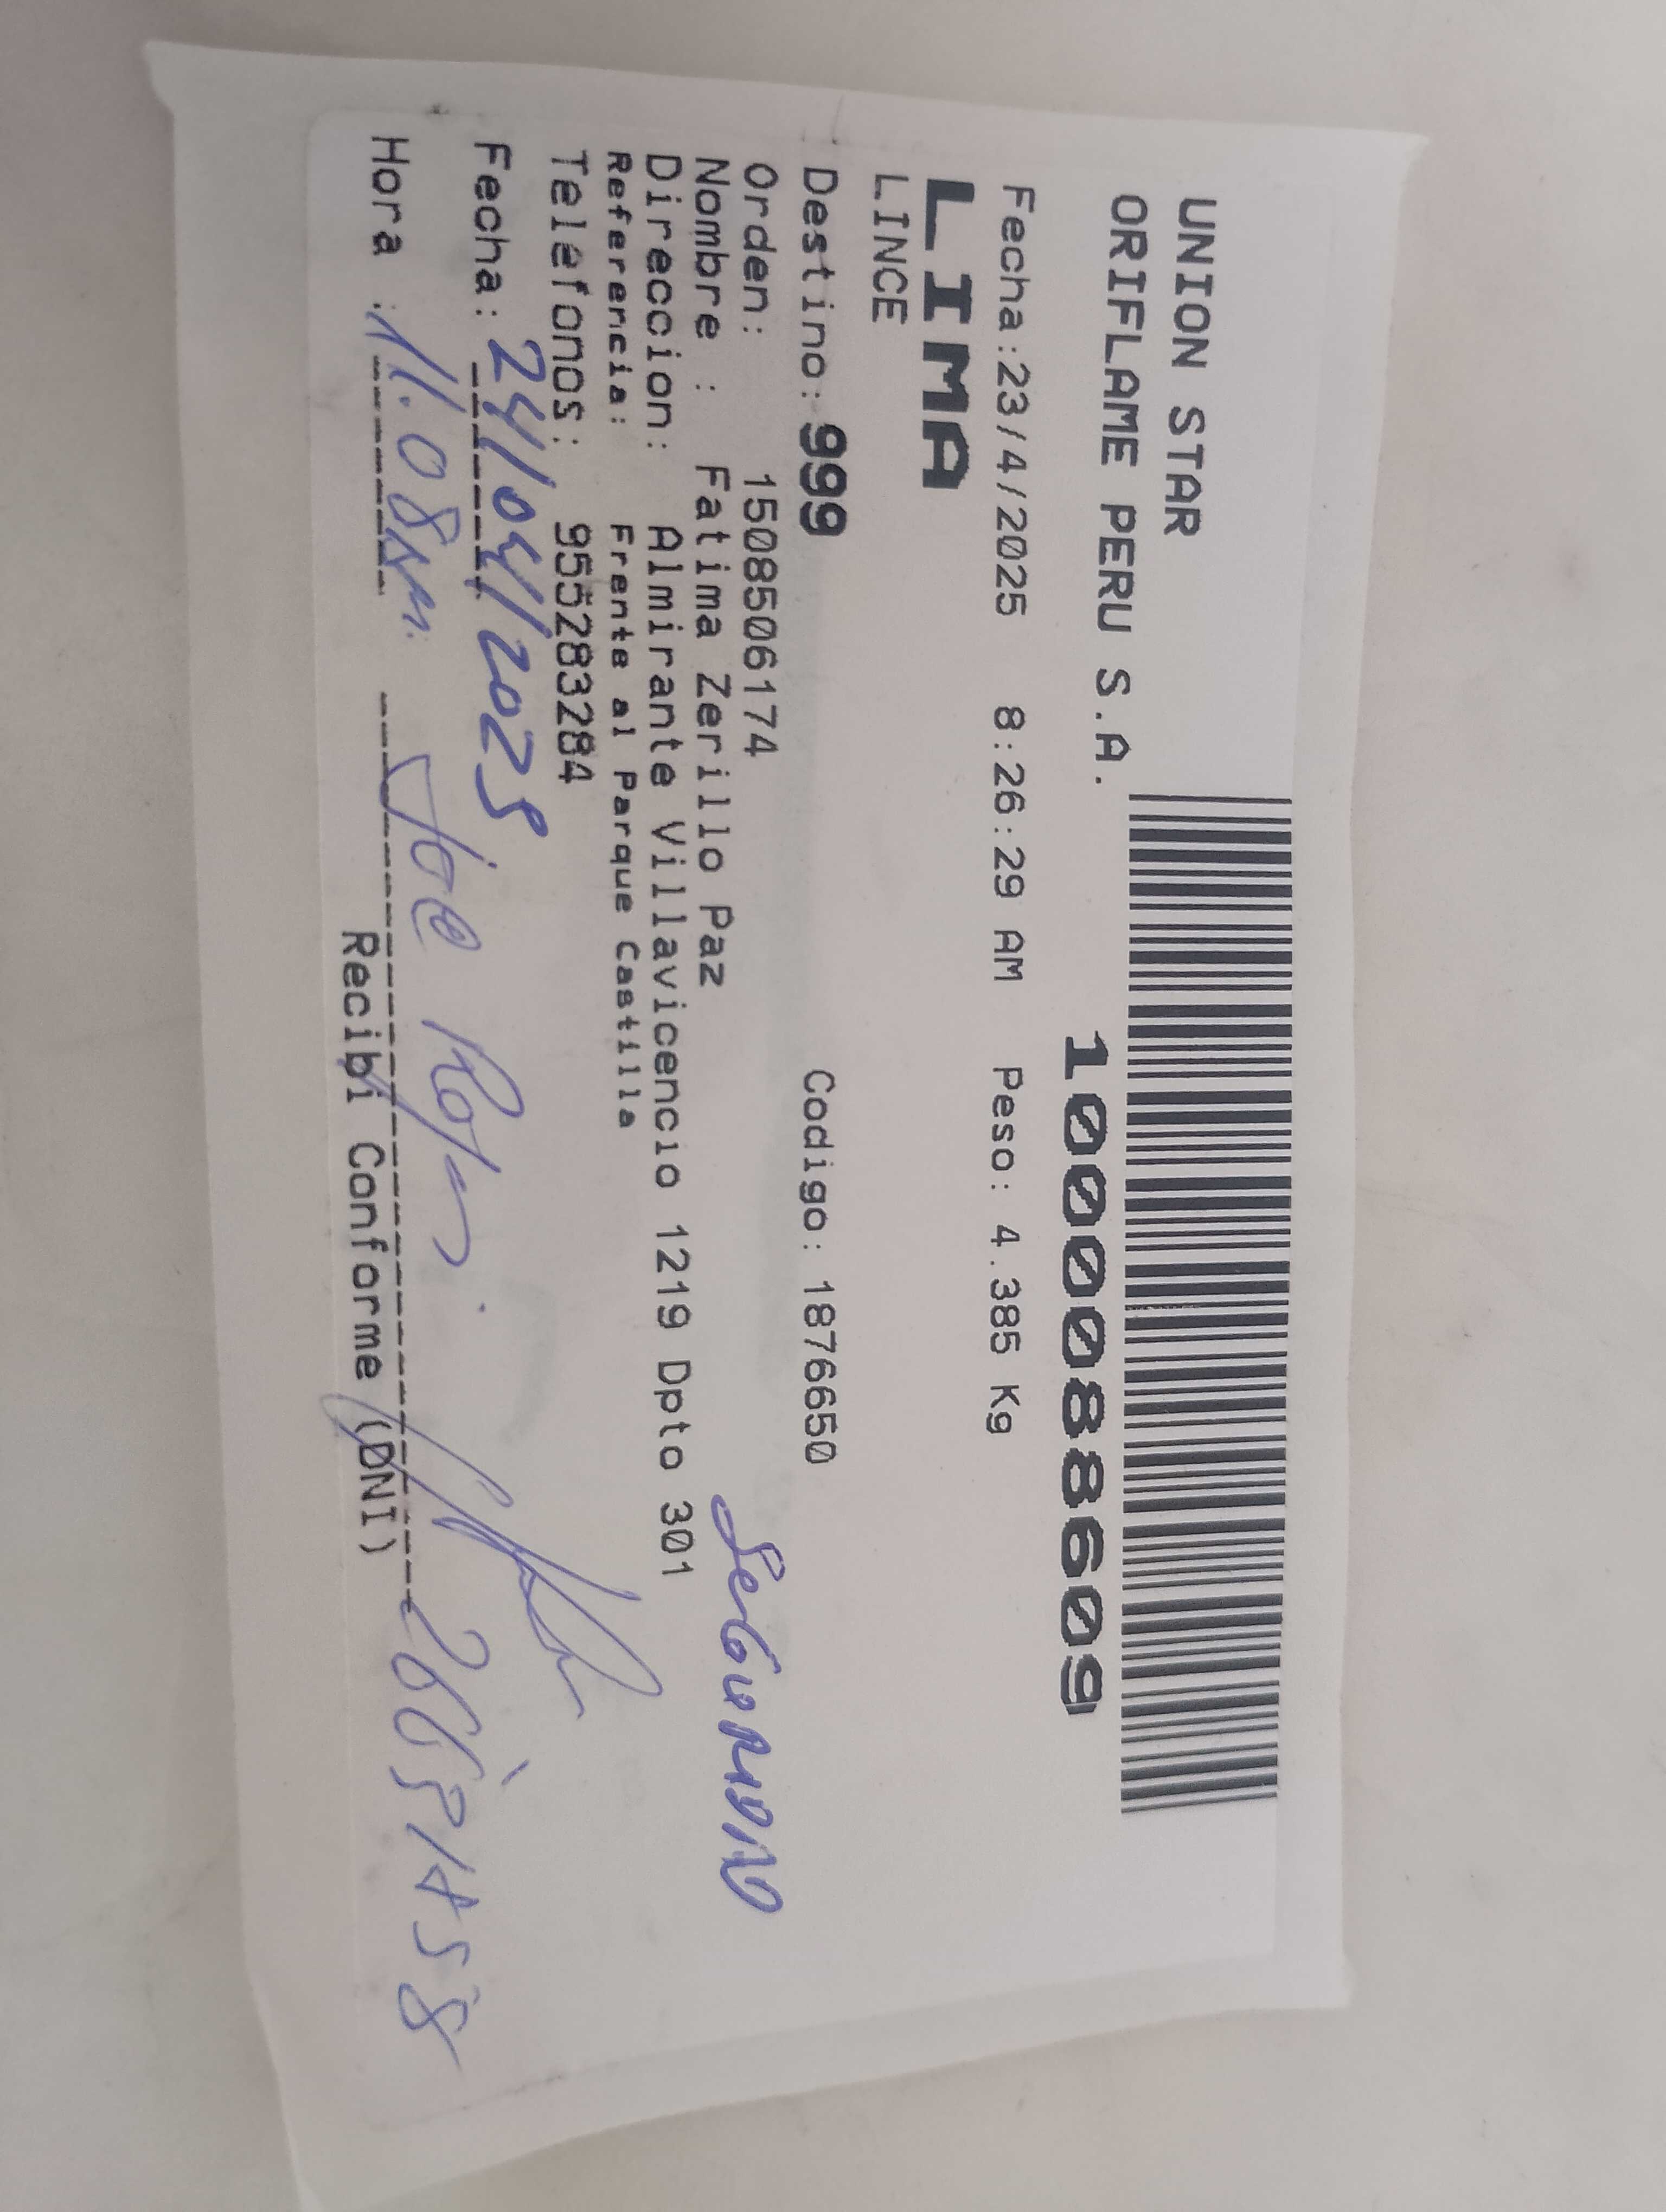 UNION STAR
ORIFLAME PERU S.A.
1000088609
Fecha:23/4/2025 8:26:29 AM Peso: 4.385 Kg
LIMA
LINCE
Destino: 999 Codigo: 1876650
Orden: 1508506174
Nombre : Fatima Zerillo Paz
Direccion: Almirante Villavicencio 1219 Dpto 301
Referencia: Frente al Parque Castilla
Telefonos: 955283284
Fecha: 24/04/2025
Hora : 11:08am
Recibi Conforme (DNI)